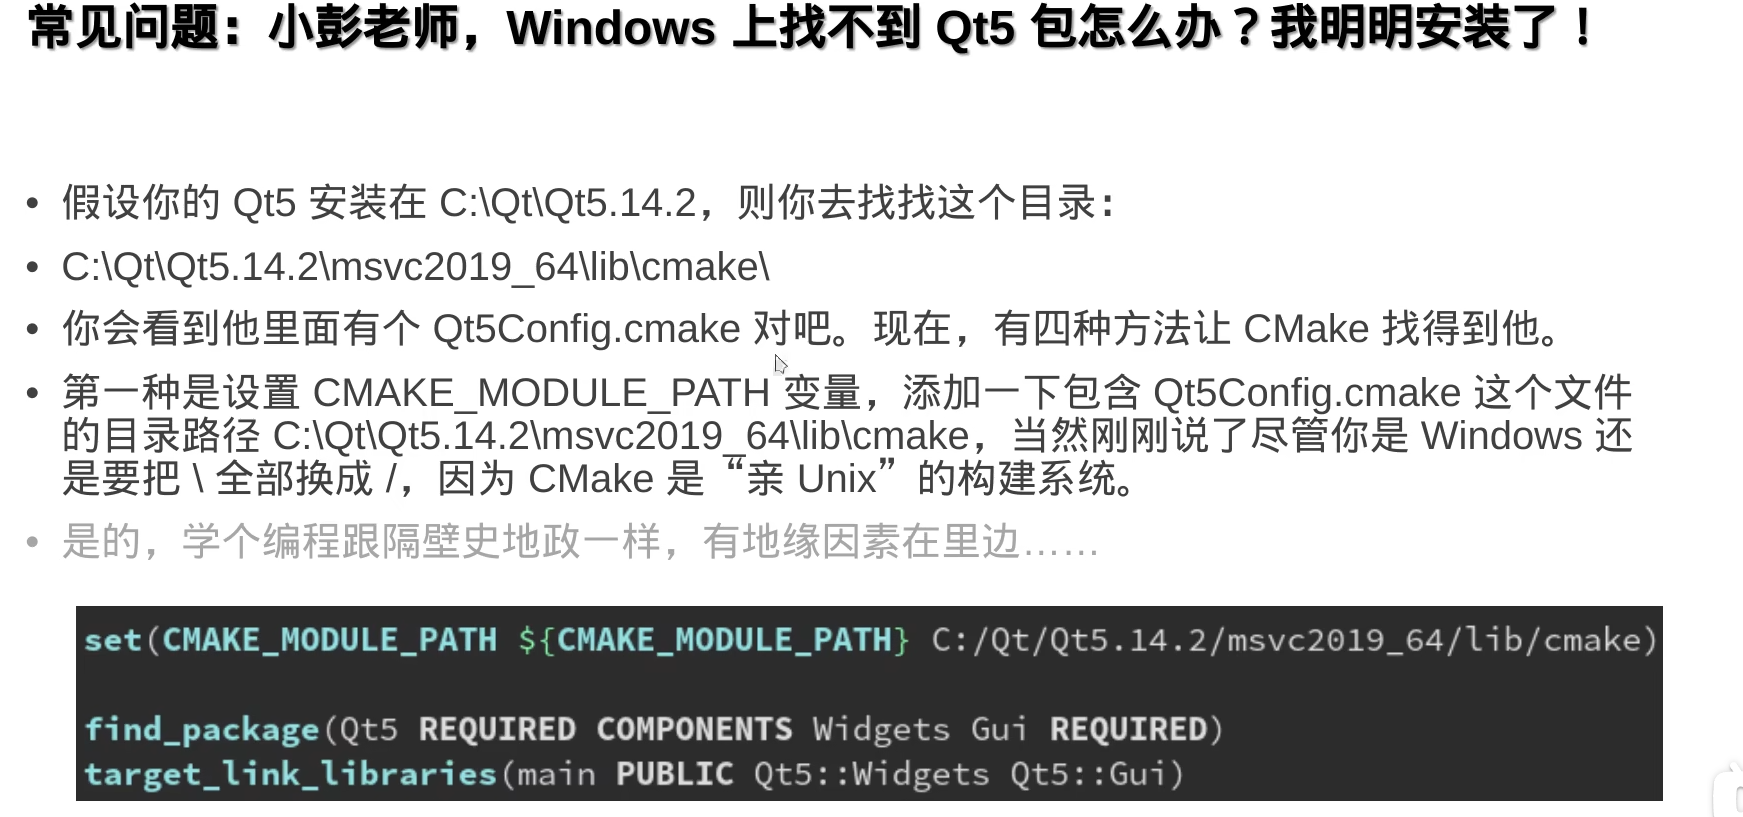 常见问题：小彭老师，Windows 上找不到 Qt5 包怎么办？我明明安装了！
• 假设你的 Qt5 安装在 C:\Qt\Qt5.14.2，则你去找找这个目录：
• C:\Qt\Qt5.14.2\msvc2019_64\lib\cmake\
• 你会看到他里面有个 Qt5Config.cmake 对吧。现在，有四种方法让 CMake 找得到他。
• 第一种是设置 CMAKE_MODULE_PATH 变量，添加一下包含 Qt5Config.cmake 这个文件
的目录路径 C:\Qt\Qt5.14.2\msvc2019_64\lib\cmake，当然刚刚说了尽管你是 Windows 还
是要把 \ 全部换成 /，因为 CMake 是“亲 Unix”的构建系统。
• 是的，学个编程跟隔壁史地政一样，有地缘因素在里边……
set(CMAKE_MODULE_PATH ${CMAKE_MODULE_PATH} C:/Qt/Qt5.14.2/msvc2019_64/lib/cmake)
find_package(Qt5 REQUIRED COMPONENTS Widgets Gui REQUIRED)
target_link_libraries(main PUBLIC Qt5::Widgets Qt5::Gui)